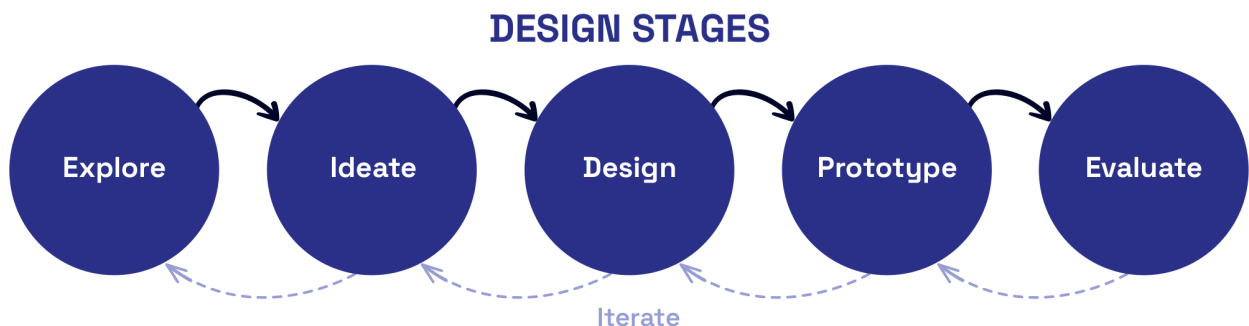 DESIGN STAGES
Explore
Ideate
Design
Prototype
Evaluate
Iterate